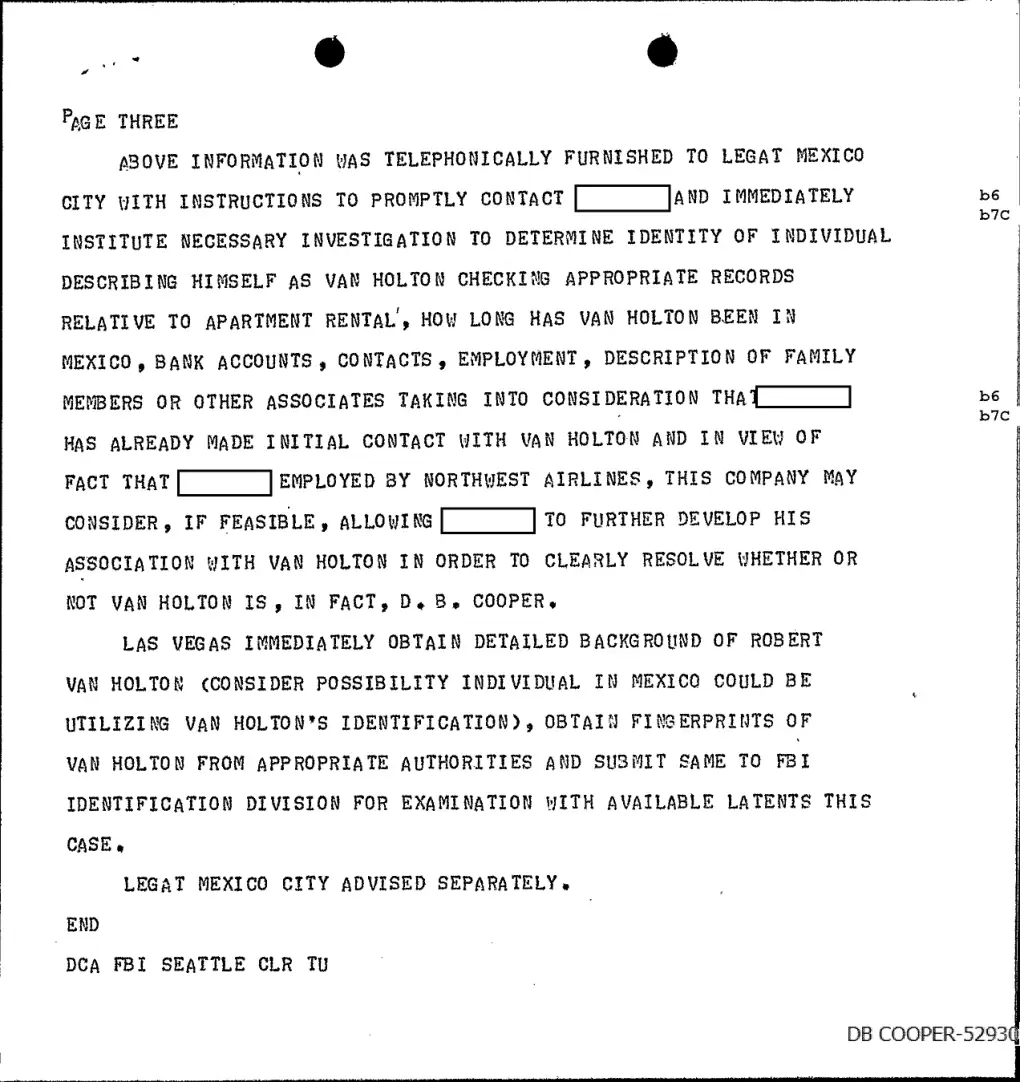 PAGE THREE
ABOVE INFORMATION WAS TELEPHONICALLY FURNISHED TO LEGAT MEXICO
CITY WITH INSTRUCTIONS TO PROMPTLY CONTACT AND IMMEDIATELY
b6
b7C
INSTITUTE NECESSARY INVESTIGATION TO DETERMINE IDENTITY OF INDIVIDUAL
DESCRIBING HIMSELF AS VAN HOLTON CHECKING APPROPRIATE RECORDS
RELATIVE TO APARTMENT RENTAL', HOW LONG HAS VAN HOLTON BEEN IN
MEXICO, BANK ACCOUNTS, CONTACTS, EMPLOYMENT, DESCRIPTION OF FAMILY
MEMBERS OR OTHER ASSOCIATES TAKING INTO CONSIDERATION THAT
b6
b7C
HAS ALREADY MADE INITIAL CONTACT WITH VAN HOLTON AND IN VIEW OF
FACT THAT EMPLOYED BY NORTHWEST AIRLINES, THIS COMPANY MAY
CONSIDER, IF FEASIBLE, ALLOWING TO FURTHER DEVELOP HIS
ASSOCIATION WITH VAN HOLTON IN ORDER TO CLEARLY RESOLVE WHETHER OR
NOT VAN HOLTON IS, IN FACT, D. B. COOPER.
LAS VEGAS IMMEDIATELY OBTAIN DETAILED BACKGROUND OF ROBERT
VAN HOLTON (CONSIDER POSSIBILITY INDIVIDUAL IN MEXICO COULD BE
UTILIZING VAN HOLTON'S IDENTIFICATION), OBTAIN FINGERPRINTS OF
VAN HOLTON FROM APPROPRIATE AUTHORITIES AND SUBMIT SAME TO FBI
IDENTIFICATION DIVISION FOR EXAMINATION WITH AVAILABLE LATENTS THIS
CASE.
LEGAT MEXICO CITY ADVISED SEPARATELY.
END
DCA FBI SEATTLE CLR TU
DB COOPER-52930